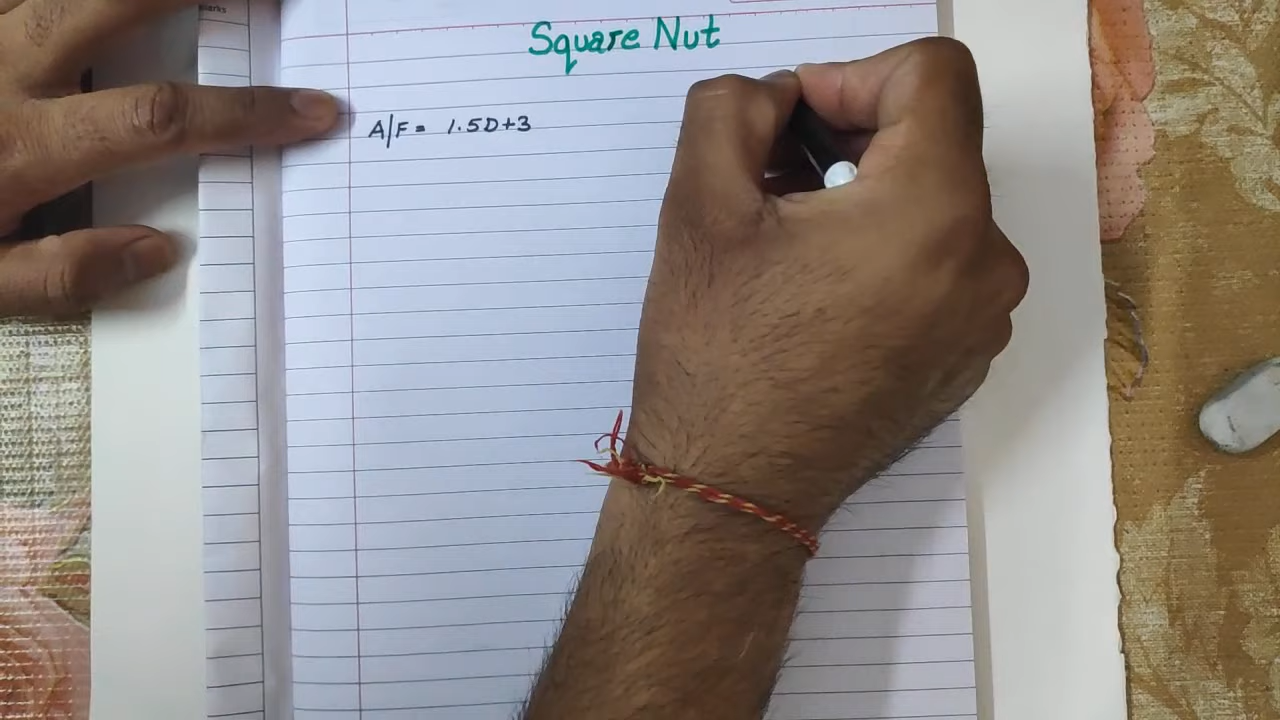 Square Nut
A/F = 1.5D+3